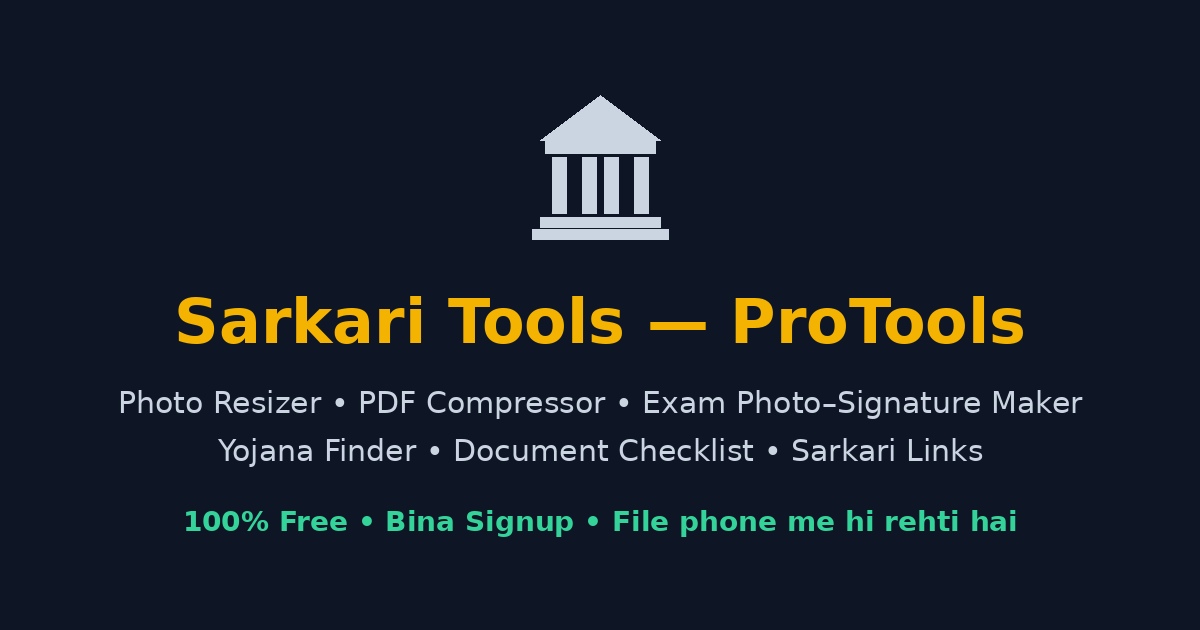 Sarkari Tools — ProTools
Photo Resizer • PDF Compressor • Exam Photo–Signature Maker
Yojana Finder • Document Checklist • Sarkari Links
100% Free • Bina Signup • File phone me hi rehti hai